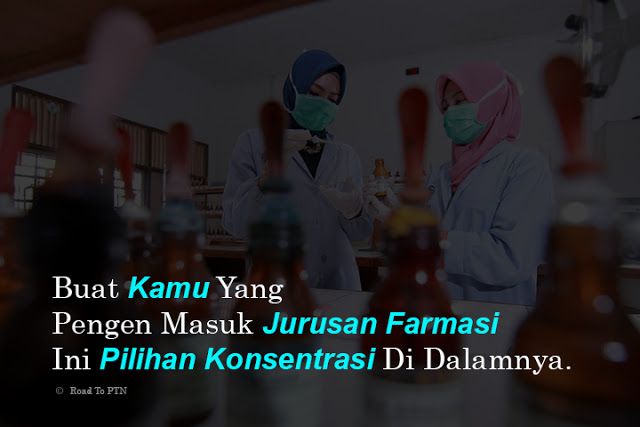 Buat Kamu Yang
Pengen Masuk Jurusan Farmasi
Ini Pilihan Konsentrasi Di Dalamnya.
© Road To PTN